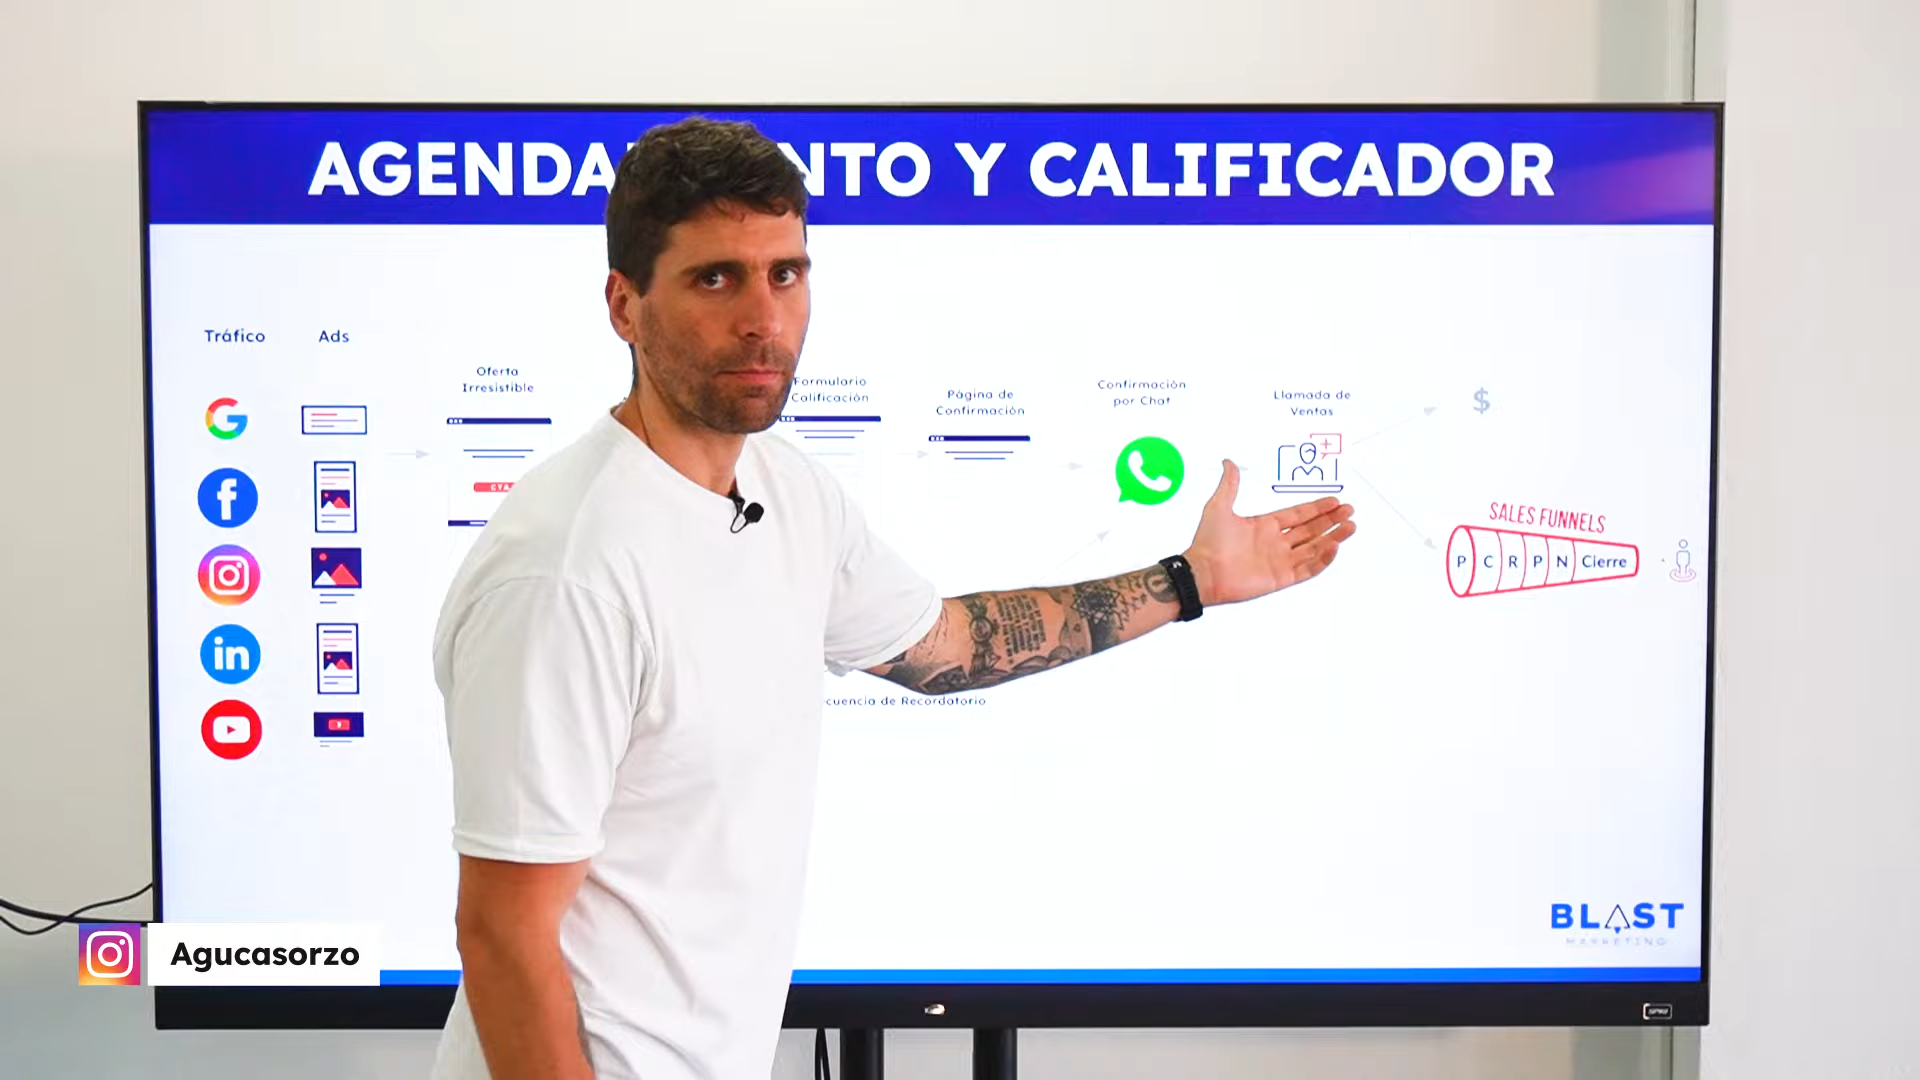 AGENDA NTO Y CALIFICADOR
Tráfico
Ads
Oferta
Irresistible
Formulario
Calificación
Página de
Confirmación
Confirmación
por Chat
Llamada de
Ventas
$
CTA
SALES FUNNELS
P C R P N Cierre
cuencia de Recordatorio
BLAST
MARKETING
Agucasorzo